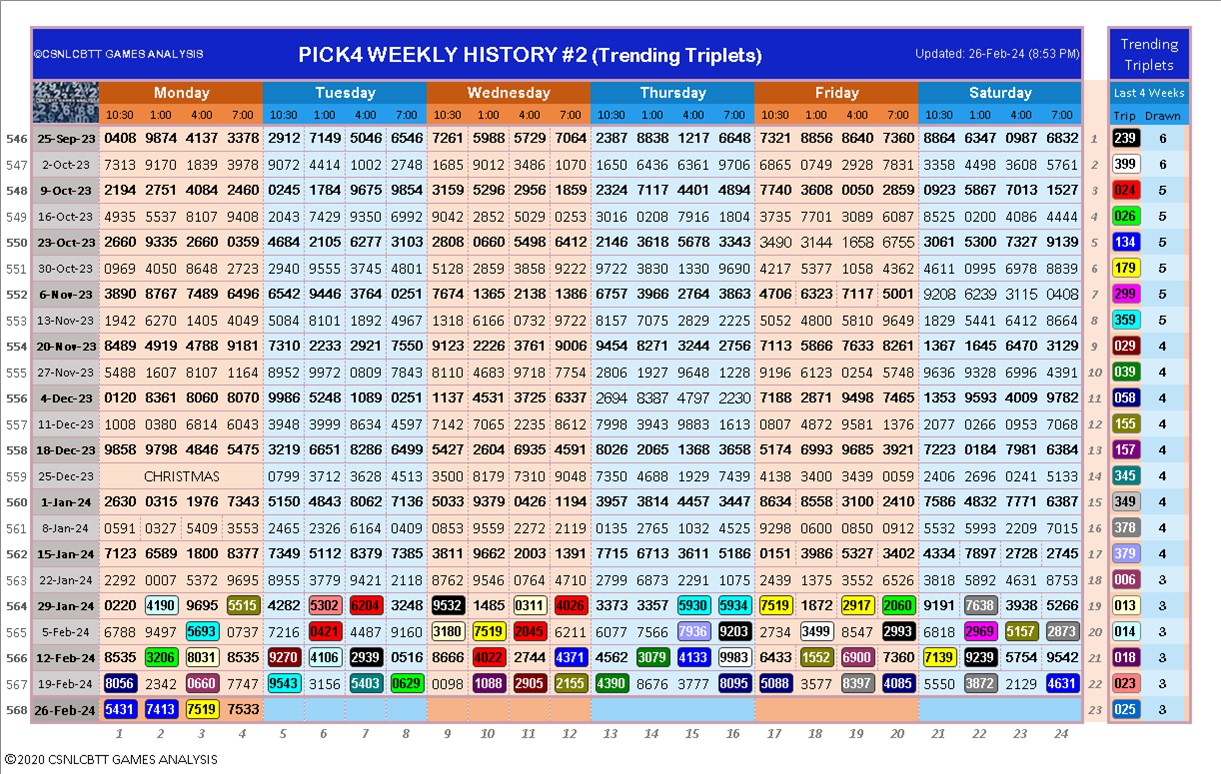 ©CSNLCBTT GAMES ANALYSIS PICK4 WEEKLY HISTORY #2 (Trending Triplets) Updated: 26-Feb-24 (8:53 PM) Trending Triplets
Monday Tuesday Wednesday Thursday Friday Saturday Last 4 Weeks
10:30 1:00 4:00 7:00 10:30 1:00 4:00 7:00 10:30 1:00 4:00 7:00 10:30 1:00 4:00 7:00 10:30 1:00 4:00 7:00 10:30 1:00 4:00 7:00 Trip Drawn
546 25-Sep-23 0408 9874 4137 3378 2912 7149 5046 6546 7261 5988 5729 7064 2387 8838 1217 6648 7321 8856 8640 7360 8864 6347 0987 6832 1 239 6
547 2-Oct-23 7313 9170 1839 3978 9072 4414 1002 2748 1685 9012 3486 1070 1650 6436 6361 9706 6865 0749 2928 7831 3358 4498 3608 5761 2 399 6
548 9-Oct-23 2194 2751 4084 2460 0245 1784 9675 9854 3159 5296 2956 1859 2324 7117 4401 4894 7740 3608 0050 2859 0923 5867 7013 1527 3 024 5
549 16-Oct-23 4935 5537 8107 9408 2043 7429 9350 6992 9042 2852 5029 0253 3016 0208 7916 1804 3735 7701 3089 6087 8525 0200 4086 4444 4 026 5
550 23-Oct-23 2660 9335 2660 0359 4684 2105 6277 3103 2808 0660 5498 6412 2146 3618 5678 3343 3490 3144 1658 6755 3061 5300 7327 9139 5 134 5
551 30-Oct-23 0969 4050 8648 2723 2940 9555 3745 4801 5128 2859 3858 9222 9722 3830 1330 9690 4217 5377 1058 4362 4611 0995 6978 8839 6 179 5
552 6-Nov-23 3890 8767 7489 6496 6542 9446 3764 0251 7674 1365 2138 1386 6757 3966 2764 3863 4706 6323 7117 5001 9208 6239 3115 0408 7 299 5
553 13-Nov-23 1942 6270 1405 4049 5084 8101 1892 4967 1318 6166 0732 9722 8157 7075 2829 2225 5052 4800 5810 9649 1829 5441 6412 8664 8 359 5
554 20-Nov-23 8489 4919 4788 9181 7310 2233 2921 7550 9123 2226 3761 9006 9454 8271 3244 2756 7113 5866 7633 8261 1367 1645 6470 3129 9 029 4
555 27-Nov-23 5488 1607 8107 1164 8952 9972 0809 7843 8110 4683 9718 7754 2806 1927 9648 1228 9196 6123 0254 5748 9636 9328 6996 4391 10 039 4
556 4-Dec-23 0120 8361 8060 8070 9986 5248 1089 0251 1137 4531 3725 6337 2694 8387 4797 2230 7188 2871 9498 7465 1353 9593 4009 9782 11 058 4
557 11-Dec-23 1008 0380 6814 6043 3948 3999 8634 4597 7142 7065 2235 8612 7998 3943 9883 1613 0807 4872 9581 1376 2077 0266 0953 7068 12 155 4
558 18-Dec-23 9858 9798 4846 5475 3219 6651 8286 6499 5427 2604 6935 4591 8026 2065 1368 3658 5174 6993 9685 3921 7223 0184 7981 6384 13 157 4
559 25-Dec-23 CHRISTMAS 0799 3712 3628 4513 3500 8179 7310 9048 7350 4688 1925 7439 4138 3400 3439 0059 2406 2696 0241 5133 14 345 4
560 1-Jan-24 2630 0315 1976 7343 5150 4843 8062 7136 9033 9379 0426 1194 3957 3814 4457 3447 8634 8558 3100 2410 7586 4832 7771 6387 15 349 4
561 8-Jan-24 0591 0327 5409 3553 2465 2326 6164 0409 0853 9559 2272 2119 0135 2765 1032 4525 9298 0600 0850 0912 5532 5993 2209 7015 16 378 4
562 15-Jan-24 7123 6589 1800 8377 7349 5112 8379 7385 3811 9662 2003 1391 7715 6713 3611 5186 0151 3986 5327 3402 4334 7897 2728 2745 17 379 4
563 22-Jan-24 2292 0007 5372 9695 8955 3779 9421 2118 8762 9546 0764 4710 2799 6873 2291 1075 2439 1375 3552 6526 3818 5892 4631 8753 18 006 3
564 29-Jan-24 0220 4190 9695 5515 4282 5302 6204 3248 9532 1485 0311 4026 3373 3357 5930 5934 7519 1872 2917 2060 9191 7638 3938 5266 19 013 3
565 5-Feb-24 6788 9497 5693 0737 7216 0421 4487 9160 3180 7519 2045 6211 6077 7566 7936 9203 2734 3499 8547 2993 6818 2969 5157 2873 20 014 3
566 12-Feb-24 8535 3206 8031 8535 9270 4106 2939 0516 8666 4022 2744 4371 4562 3079 4133 9983 6433 1552 6900 7360 7139 9239 5754 9542 21 018 3
567 19-Feb-24 8056 2342 0660 7747 9543 3156 5403 0629 0098 1088 2905 2155 4390 8676 3777 8095 5088 3577 8397 4085 5550 3872 2129 4631 22 023 3
568 26-Feb-24 5431 7413 7519 7533 23 025 3
1 2 3 4 5 6 7 8 9 10 11 12 13 14 15 16 17 18 19 20 21 22 23 24
©2020 CSNLCBTT GAMES ANALYSIS